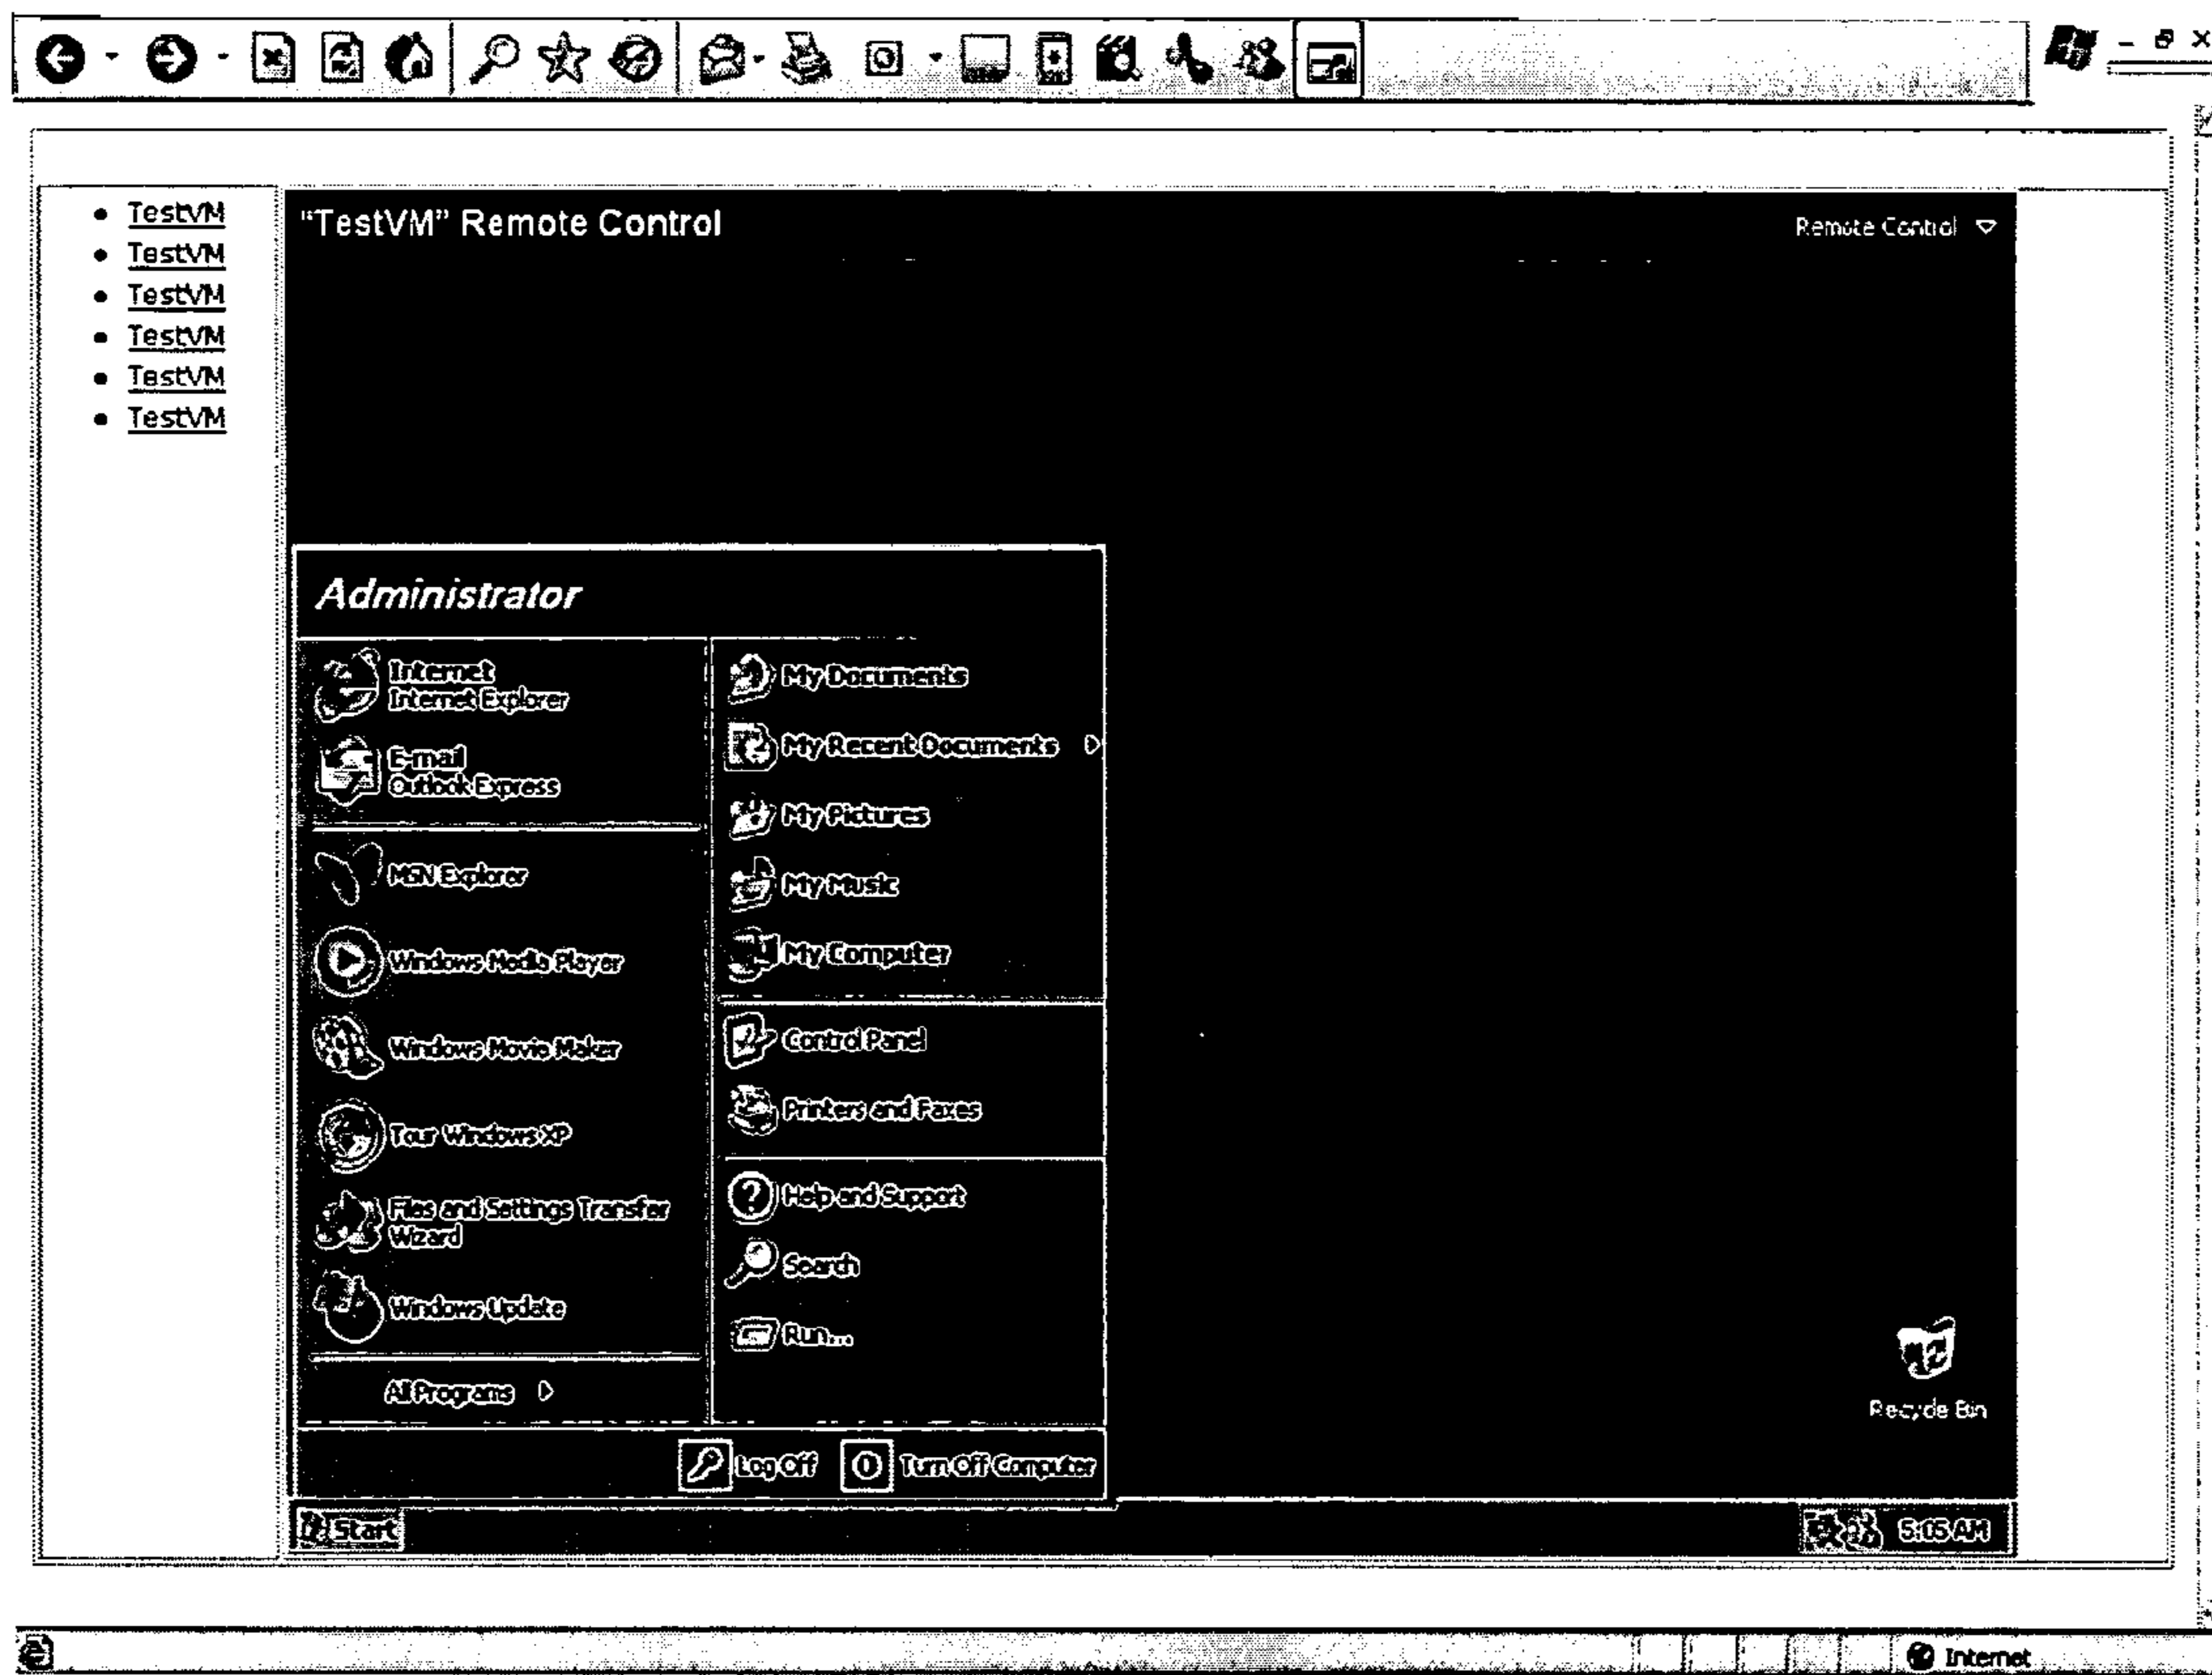 TestVM
TestVM
TestVM
TestVM
TestVM
TestVM
"TestVM" Remote Control
Remote Control
Administrator
Internet
Internet Explorer
E-mail
Outlook Express
MSN Explorer
Windows Media Player
Windows Movie Maker
Tour Windows XP
Files and Settings Transfer
Wizard
Windows Update
All Programs
My Documents
My Recent Documents
My Pictures
My Music
My Computer
Control Panel
Printers and Faxes
Help and Support
Search
Run...
Recycle Bin
Log Off
Turn Off Computer
Start
5:05 AM
Internet